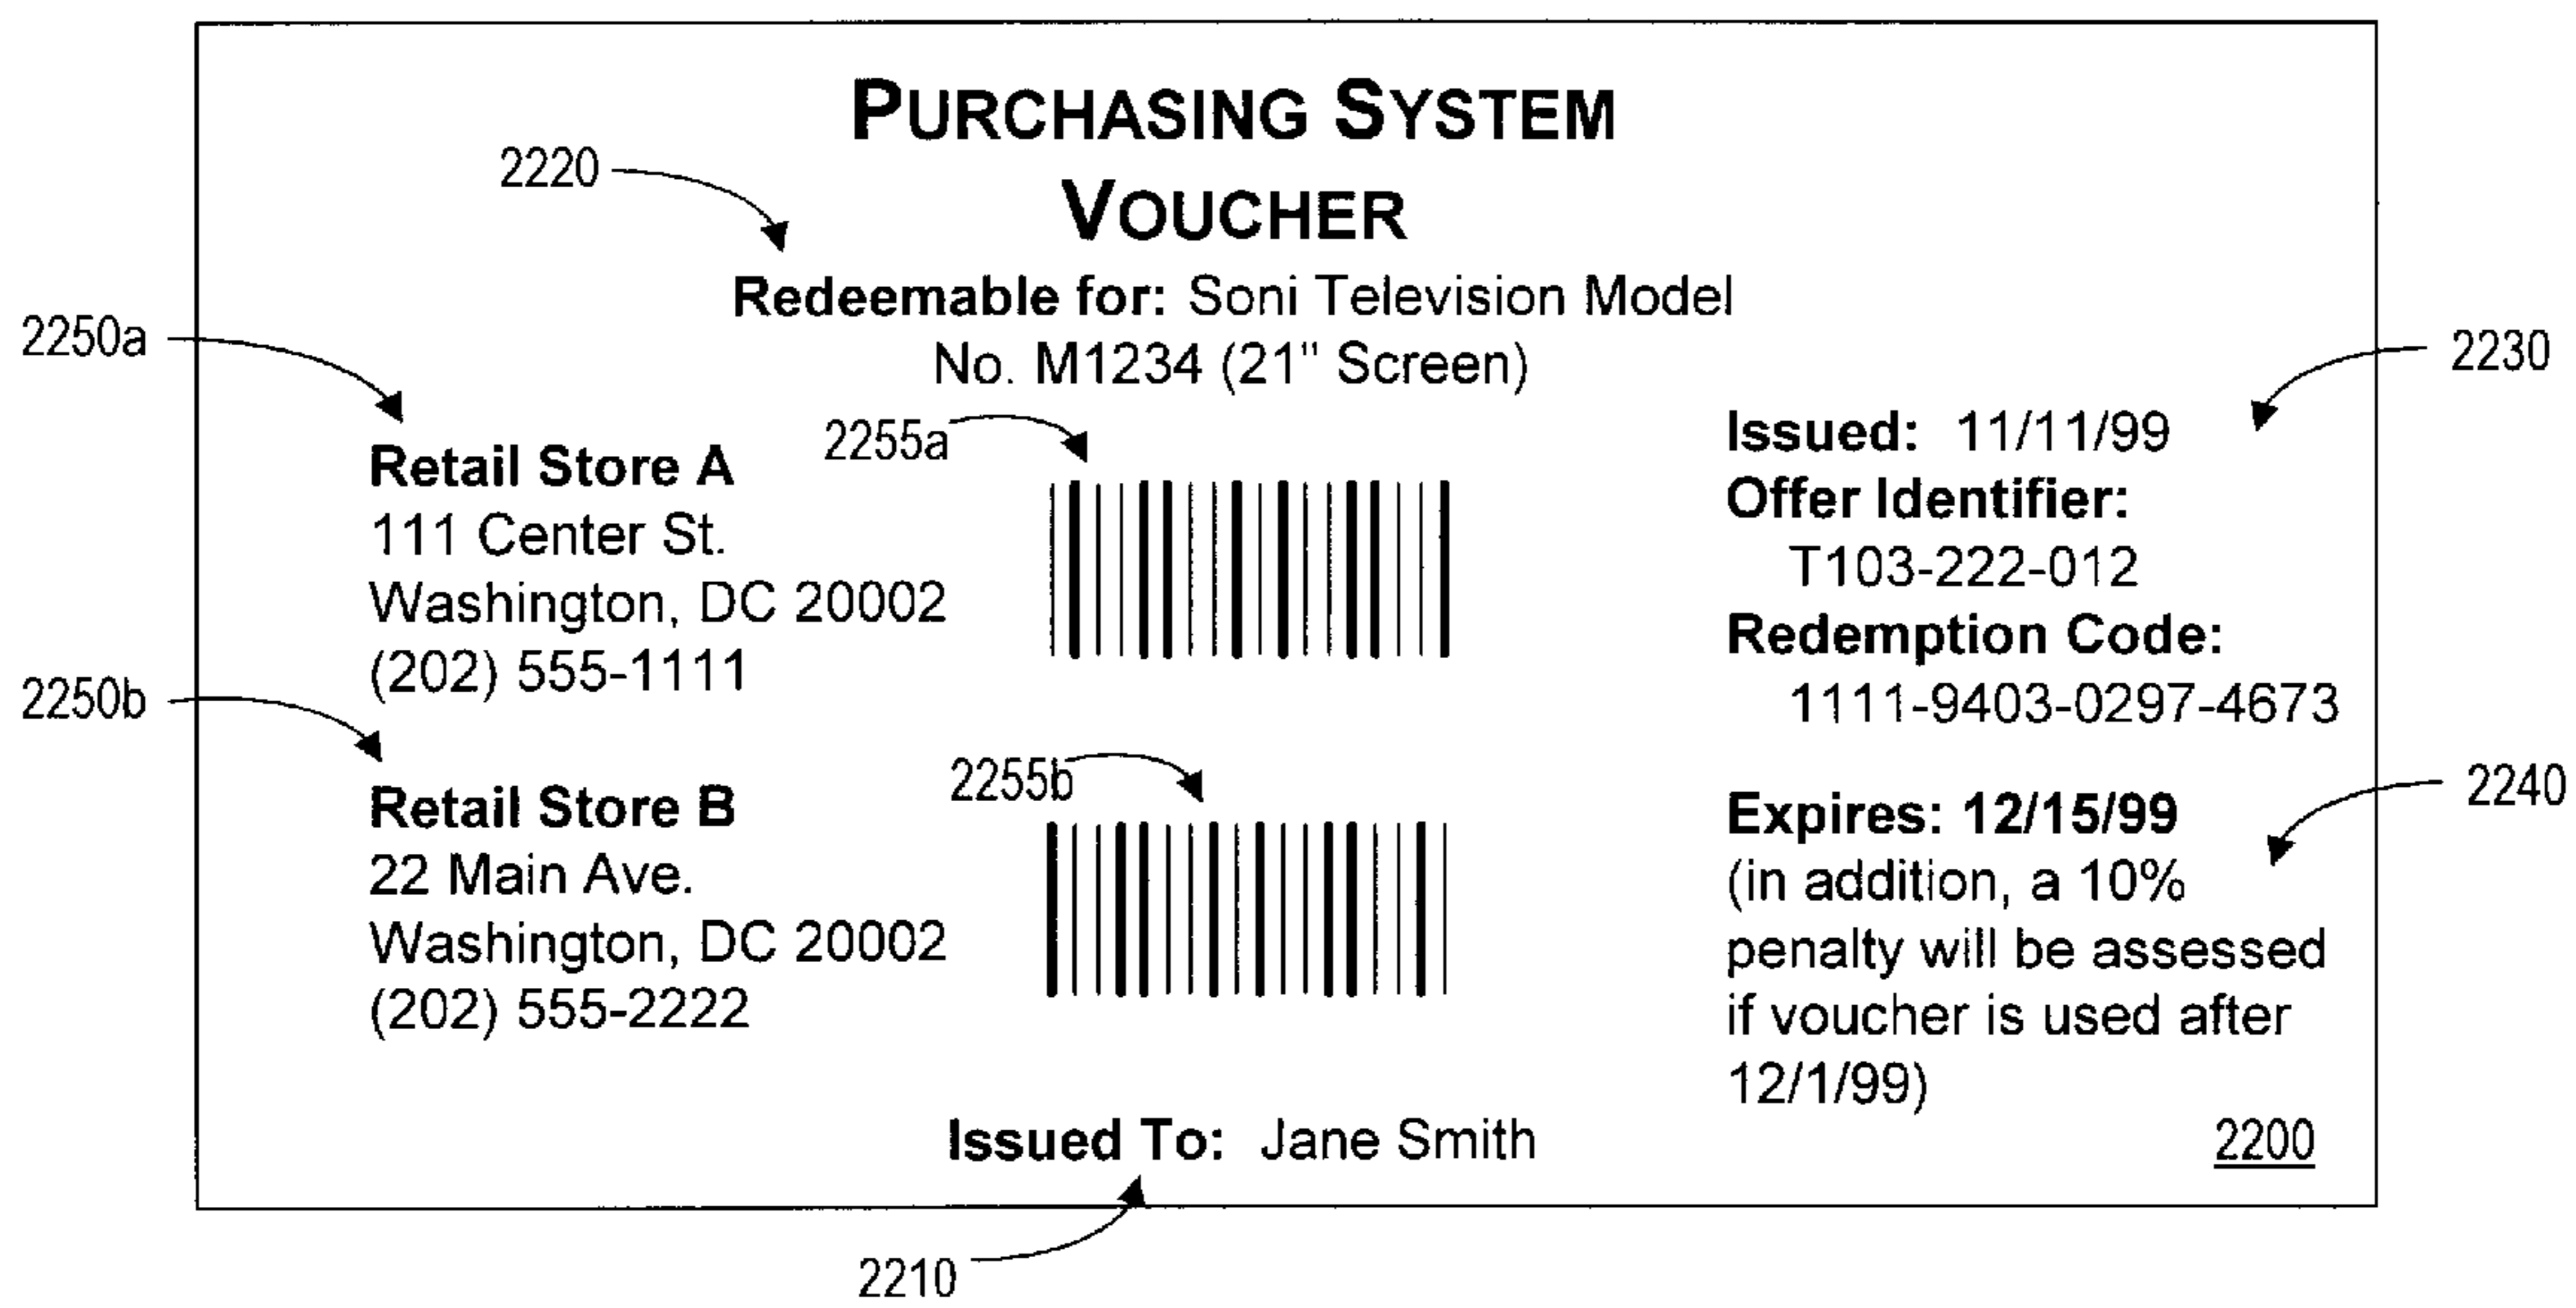 PURCHASING SYSTEM
VOUCHER
2220
Redeemable for: Soni Television Model
No. M1234 (21" Screen)
2250a
Retail Store A
111 Center St.
Washington, DC 20002
(202) 555-1111
2255a
2230
Issued: 11/11/99
Offer Identifier:
T103-222-012
Redemption Code:
1111-9403-0297-4673
2250b
Retail Store B
22 Main Ave.
Washington, DC 20002
(202) 555-2222
2255b
2240
Expires: 12/15/99
(in addition, a 10%
penalty will be assessed
if voucher is used after
12/1/99)
Issued To: Jane Smith
2200
2210